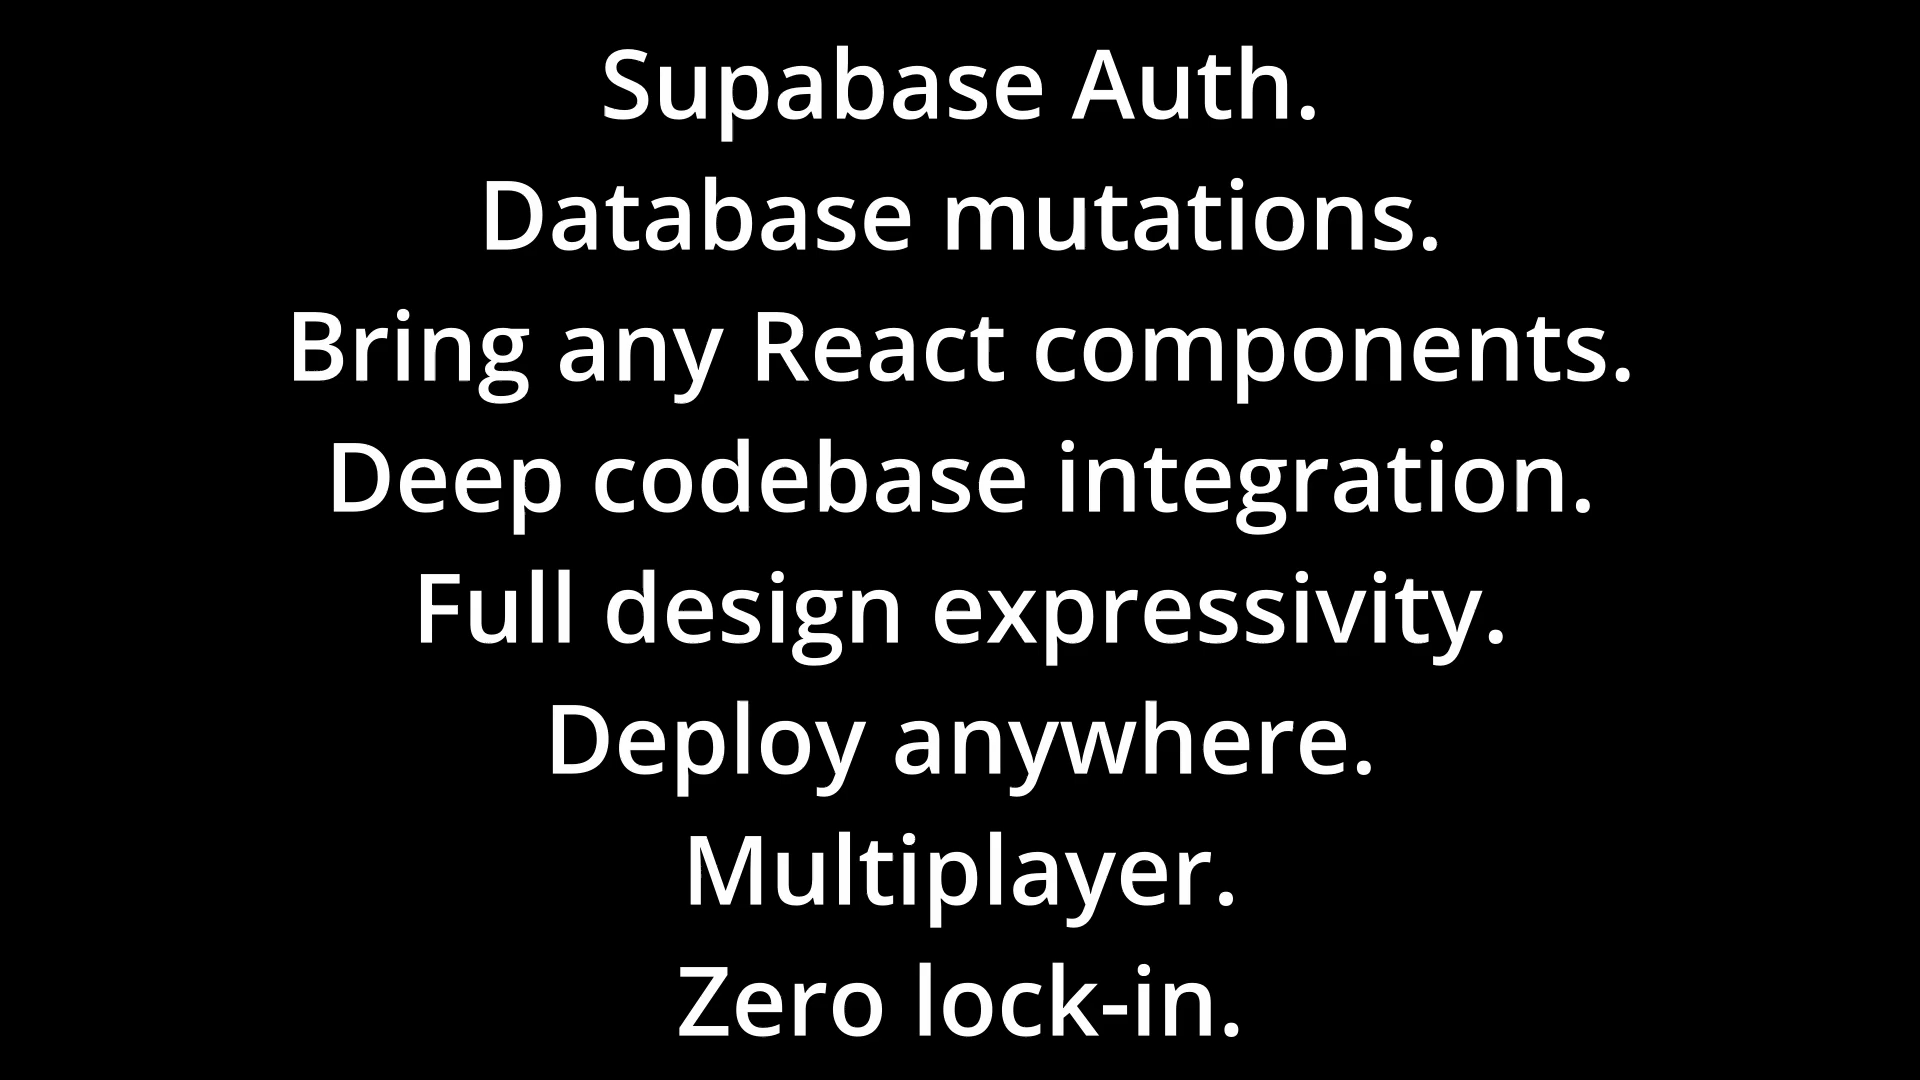 Supabase Auth.
Database mutations.
Bring any React components.
Deep codebase integration.
Full design expressivity.
Deploy anywhere.
Multiplayer.
Zero lock-in.